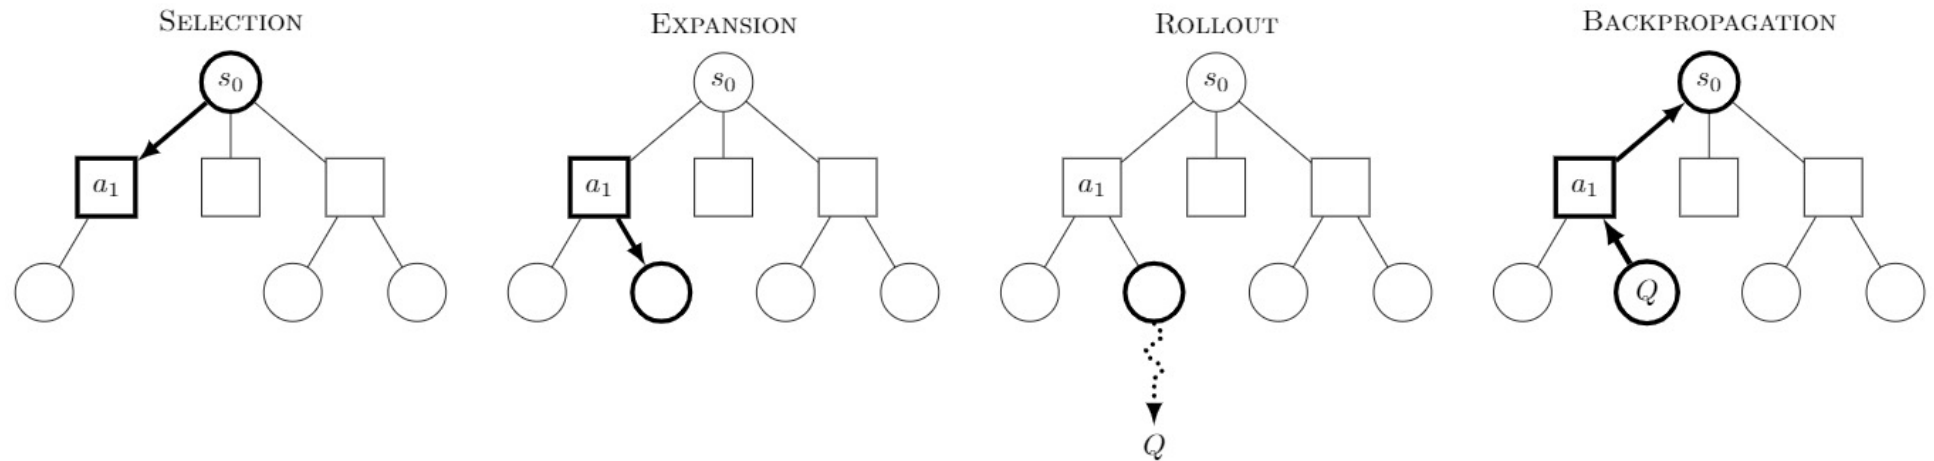 SELECTION EXPANSION ROLLOUT BACKPROPAGATION
s₀ s₀ s₀ s₀
a₁ a₁ a₁ a₁
Q
Q